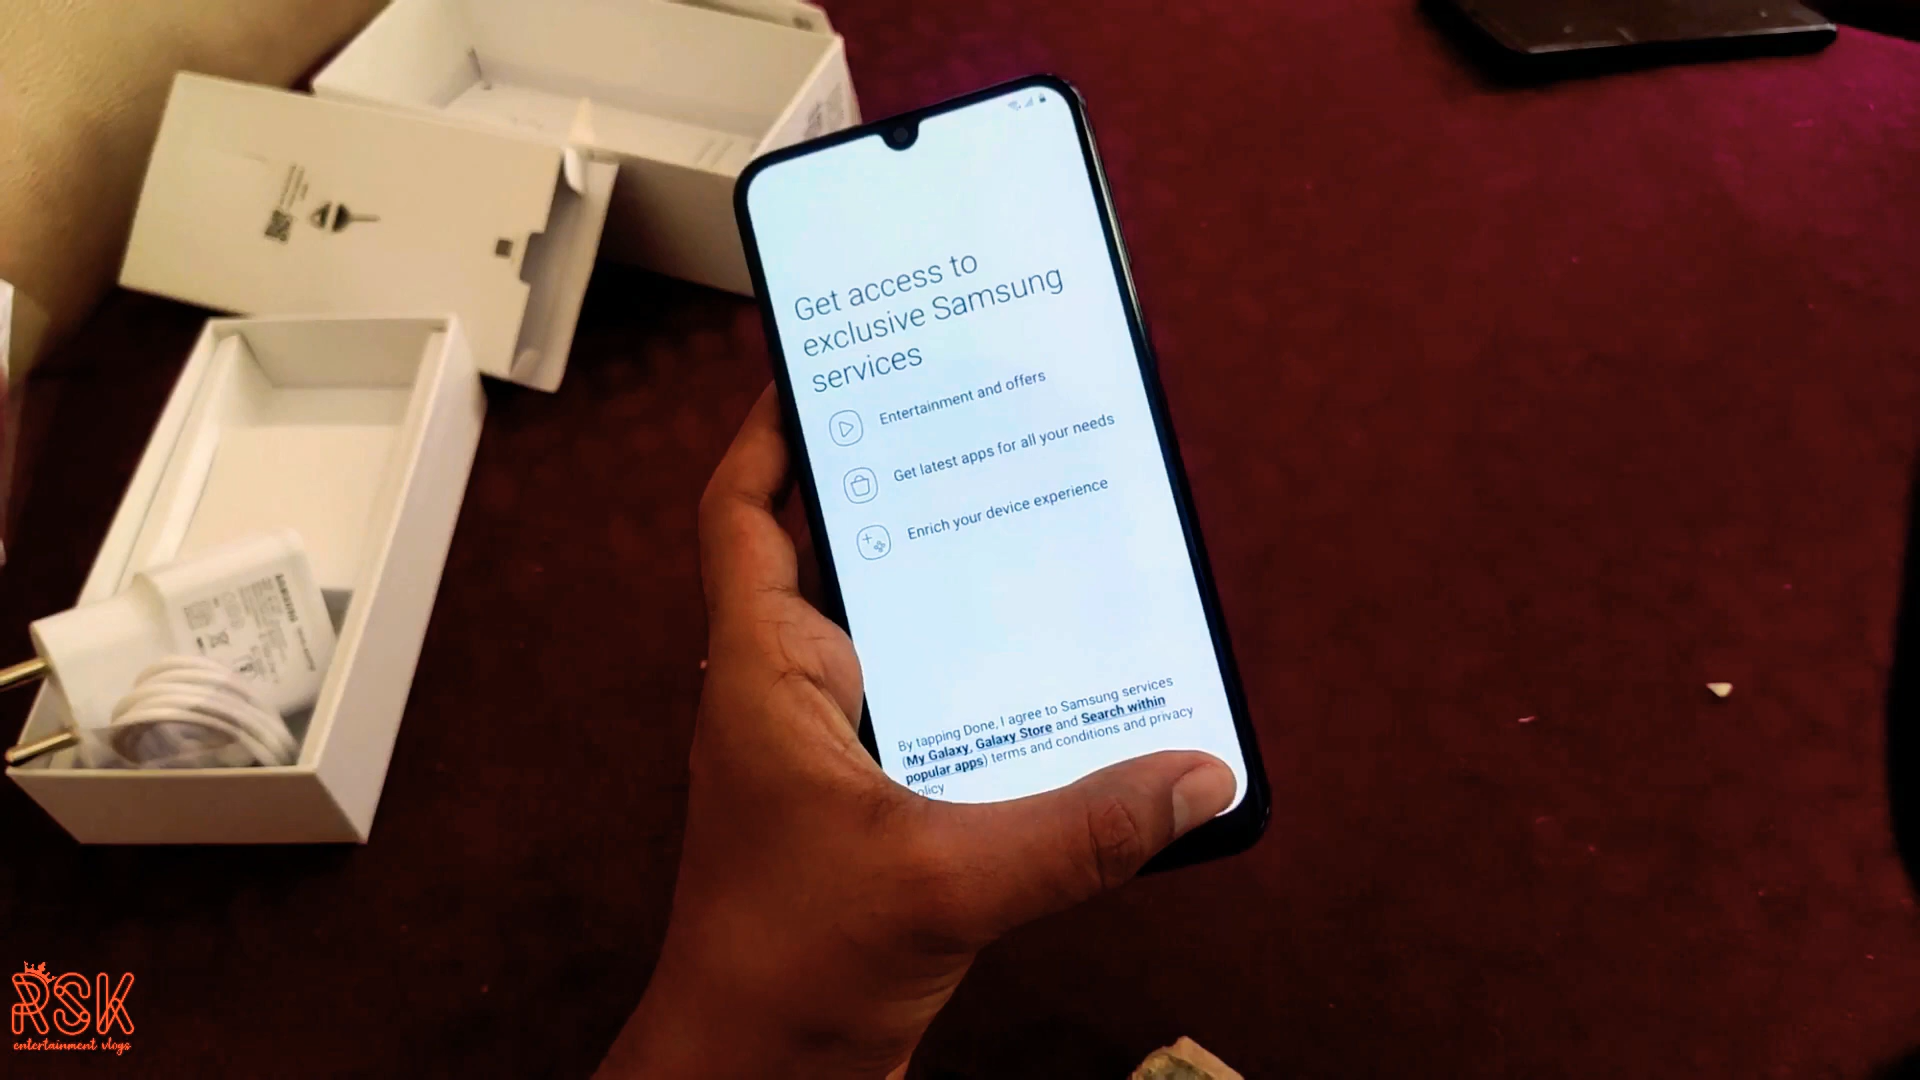 Get access to
exclusive Samsung
services
Entertainment and offers
Get latest apps for all your needs
Enrich your device experience
By tapping Done, I agree to Samsung services
(My Galaxy, Galaxy Store and Search within
popular apps) terms and conditions and privacy
policy
SAMSUNG
RSK
entertainment vlogs